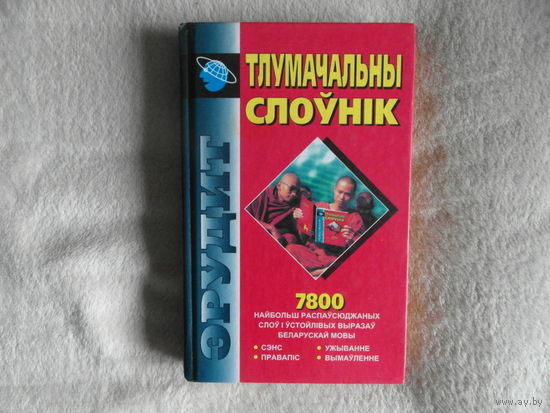 ЭРУДИТ
ТЛУМАЧАЛЬНЫ
СЛОЎНІК
7800
НАЙБОЛЬШ РАСПАЎСЮДЖАНЫХ
СЛОЎ І ЎСТОЙЛІВЫХ ВЫРАЗАЎ
БЕЛАРУСКАЙ МОВЫ
• СЭНС • УЖЫВАННЕ
• ПРАВАПІС • ВЫМАЎЛЕННЕ
© www.ay.by